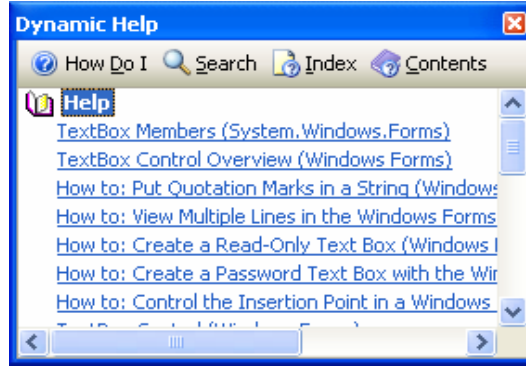 Dynamic Help
How Do I Search Index Contents
Help
TextBox Members (System.Windows.Forms)
TextBox Control Overview (Windows Forms)
How to: Put Quotation Marks in a String (Windows
How to: View Multiple Lines in the Windows Forms
How to: Create a Read-Only Text Box (Windows
How to: Create a Password Text Box with the
How to: Control the Insertion Point in a Windows